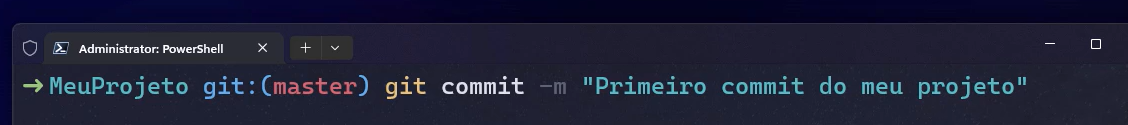 Administrator: PowerShell
➜ MeuProjeto git:(master) git commit -m "Primeiro commit do meu projeto"